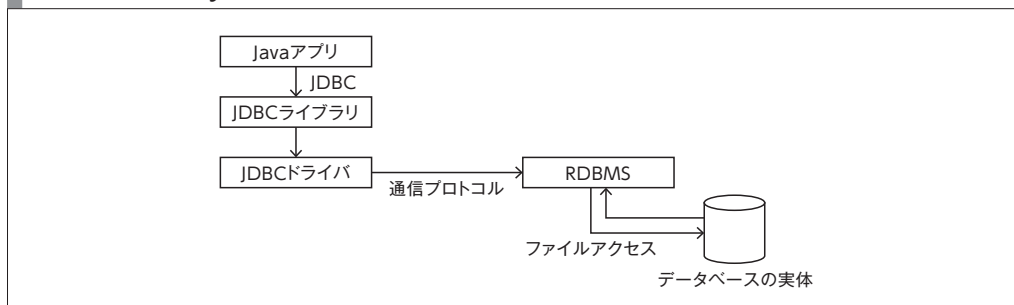 Javaアプリ
JDBC
JDBCライブラリ
JDBCドライバ
通信プロトコル
RDBMS
ファイルアクセス
データベースの実体